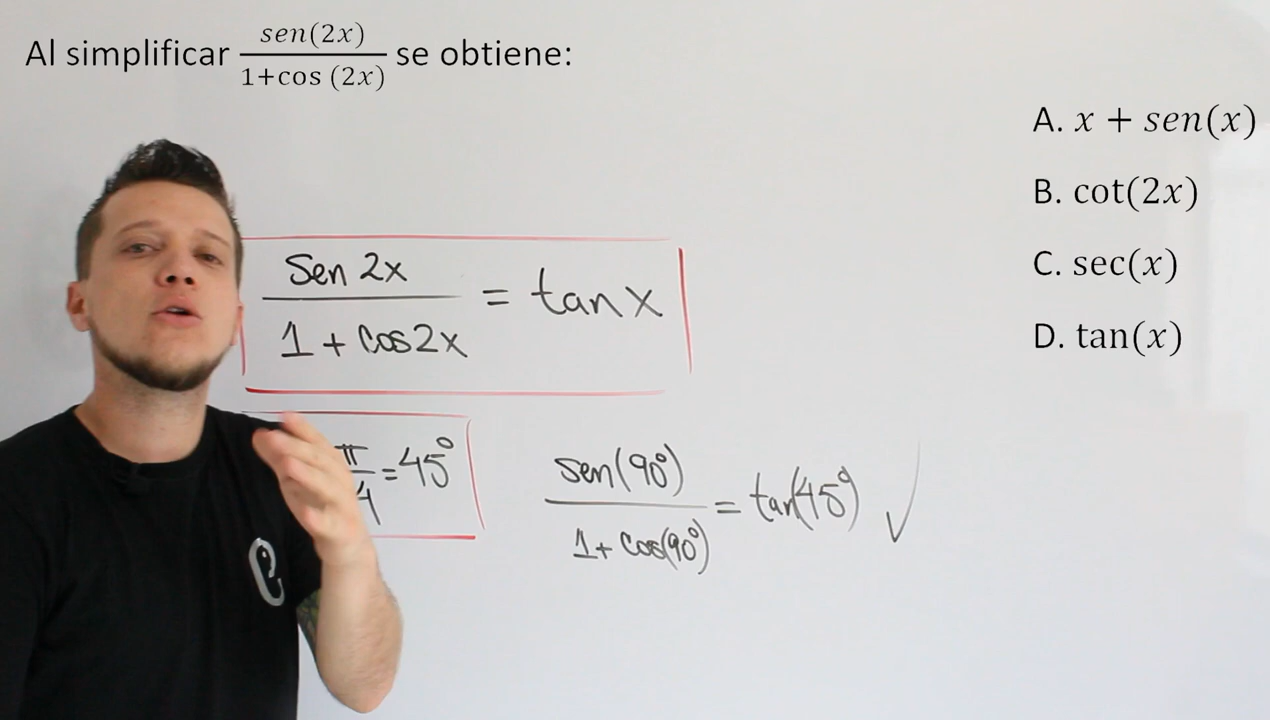 Al simplificar sen(2x)/1+cos (2x) se obtiene:
A. x + sen(x)
B. cot(2x)
C. sec(x)
D. tan(x)
Sen 2x / 1 + Cos2x = tan x
π/4 = 45°
sen(90°) / 1+ Cos(90°) = tan(45°) ✓